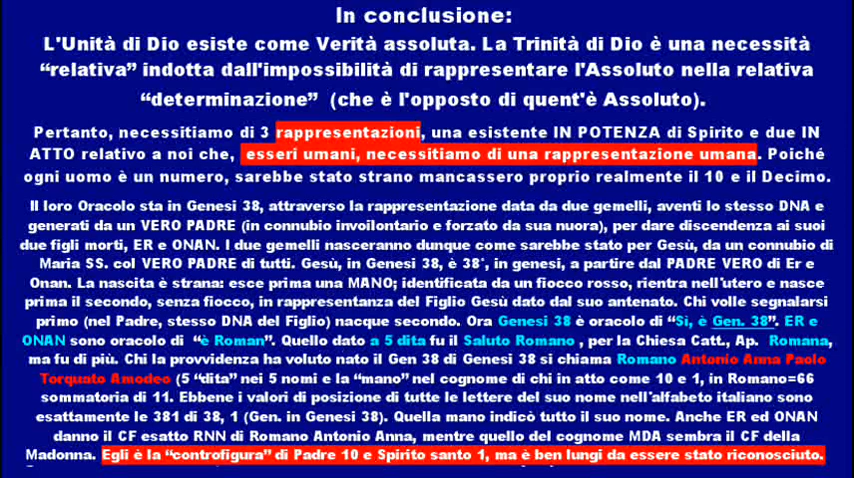 In conclusione:
L'Unità di Dio esiste come Verità assoluta. La Trinità di Dio è una necessità
“relativa” indotta dall'impossibilità di rappresentare l'Assoluto nella relativa
“determinazione” (che è l'opposto di quent'è Assoluto).
Pertanto, necessitiamo di 3 rappresentazioni, una esistente IN POTENZA di Spirito e due IN
ATTO relativo a noi che, esseri umani, necessitiamo di una rappresentazione umana. Poiché
ogni uomo è un numero, sarebbe stato strano mancassero proprio realmente il 10 e il Decimo.
Il loro Oracolo sta in Genesi 38, attraverso la rappresentazione data da due gemelli, aventi lo stesso DNA e
generati da un VERO PADRE (in connubio invoilontario e forzato da sua nuora), per dare discendenza ai suoi
due figli morti, ER e ONAN. I due gemelli nasceranno dunque come sarebbe stato per Gesù, da un connubio di
Maria SS. col VERO PADRE di tutti. Gesù, in Genesi 38, è 38°, in genesi, a partire dal PADRE VERO di Er e
Onan. La nascita è strana: esce prima una MANO; identificata da un fiocco rosso, rientra nell'utero e nasce
prima il secondo, senza fiocco, in rappresentanza del Figlio Gesù dato dal suo antenato. Chi volle segnalarsi
primo (nel Padre, stesso DNA del Figlio) nacque secondo. Ora Genesi 38 è oracolo di “Si, è Gen. 38”. ER e
ONAN sono oracolo di “è Roman”. Quello dato a 5 dita fu il Saluto Romano , per la Chiesa Catt., Ap. Romana,
ma fu di più. Chi la provvidenza ha voluto nato il Gen 38 di Genesi 38 si chiama Romano Antonio Anna Paolo
Torquato Amodeo (5 “dita” nei 5 nomi e la “mano” nel cognome di chi in atto come 10 e 1, in Romano=66
sommatoria di 11. Ebbene i valori di posizione di tutte le lettere del suo nome nell'alfabeto italiano sono
esattamente le 381 di 38, 1 (Gen. in Genesi 38). Quella mano indicò tutto il suo nome. Anche ER ed ONAN
danno il CF esatto RNN di Romano Antonio Anna, mentre quello del cognome MDA sembra il CF della
Madonna. Egli è la “controfigura” di Padre 10 e Spirito santo 1, ma è ben lungi da essere stato riconosciuto.